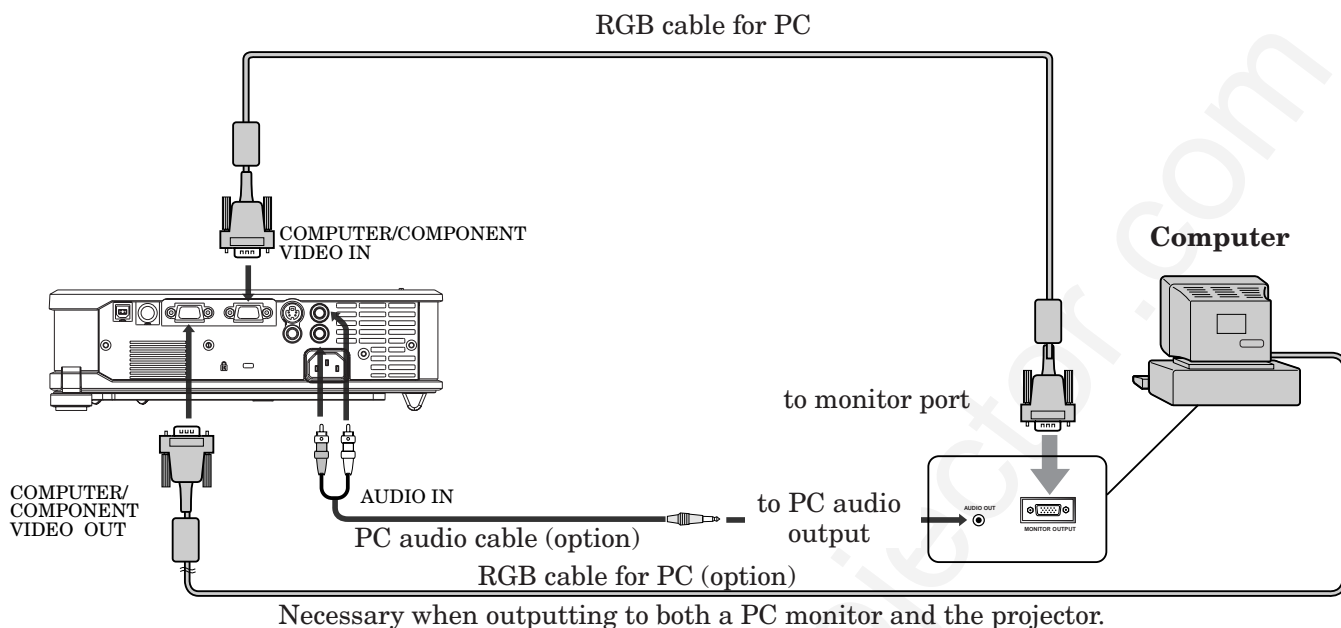 RGB cable for PC
COMPUTER/COMPONENT
VIDEO IN
Computer
to monitor port
COMPUTER/
COMPONENT
VIDEO OUT
AUDIO IN
PC audio cable (option)
to PC audio
output
AUDIO OUT
MONITOR OUTPUT
RGB cable for PC (option)
Necessary when outputting to both a PC monitor and the projector.